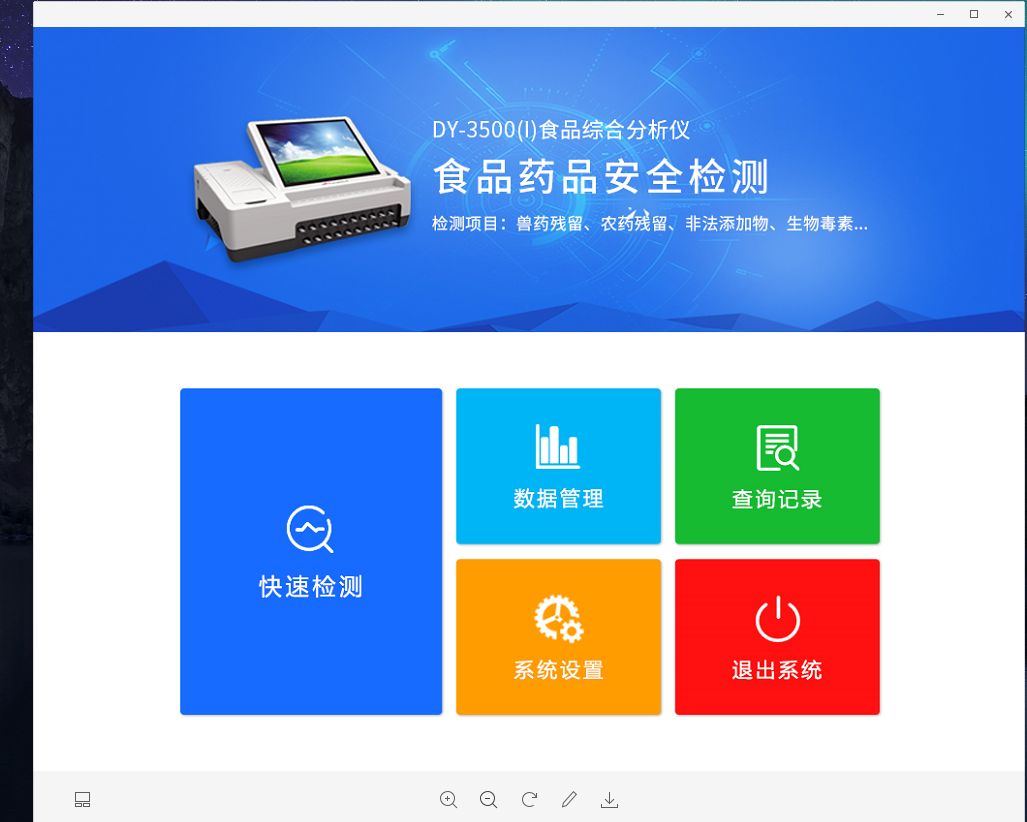 DY-3500(I)食品综合分析仪
食品药品安全检测
检测项目：兽药残留、农药残留、非法添加物、生物毒素...
快速检测
数据管理
查询记录
系统设置
退出系统